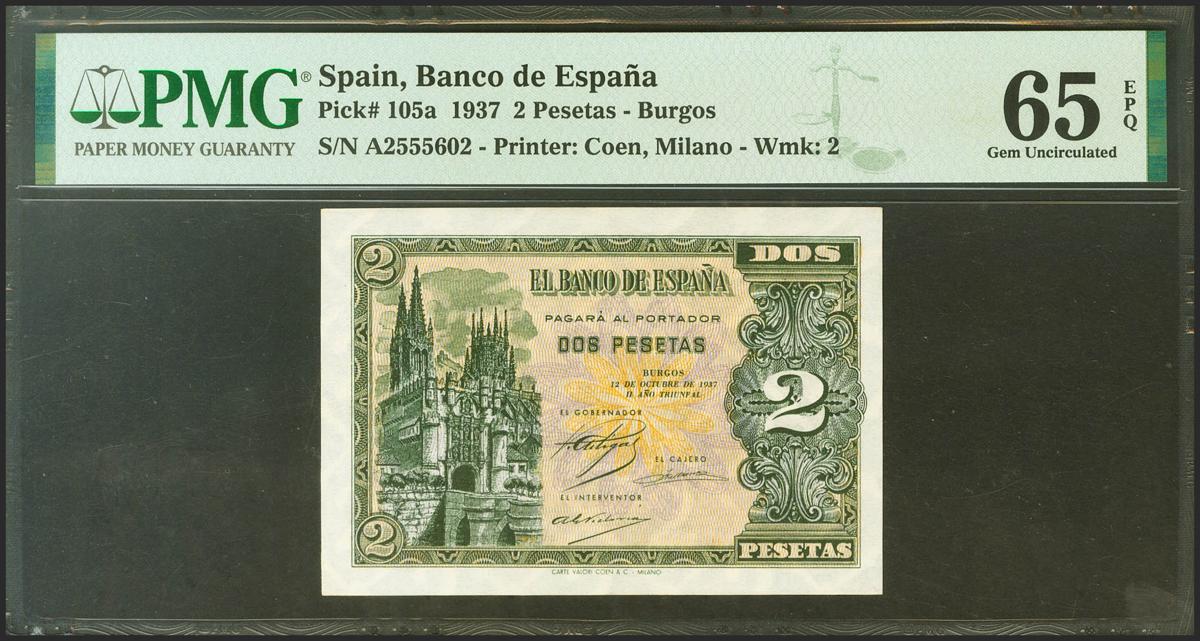 PMG®
PAPER MONEY GUARANTY
Spain, Banco de España
Pick# 105a 1937 2 Pesetas - Burgos
S/N A2555602 - Printer: Coen, Milano - Wmk: 2
65
EPQ
Gem Uncirculated
2
DOS
EL BANCO DE ESPAÑA
PAGARÁ AL PORTADOR
DOS PESETAS
BURGOS
12 DE OCTUBRE DE 1937
II AÑO TRIUNFAL
2
EL GOBERNADOR
EL CAJERO
EL INTERVENTOR
2
PESETAS
CARTE VALORI COEN & C. - MILANO